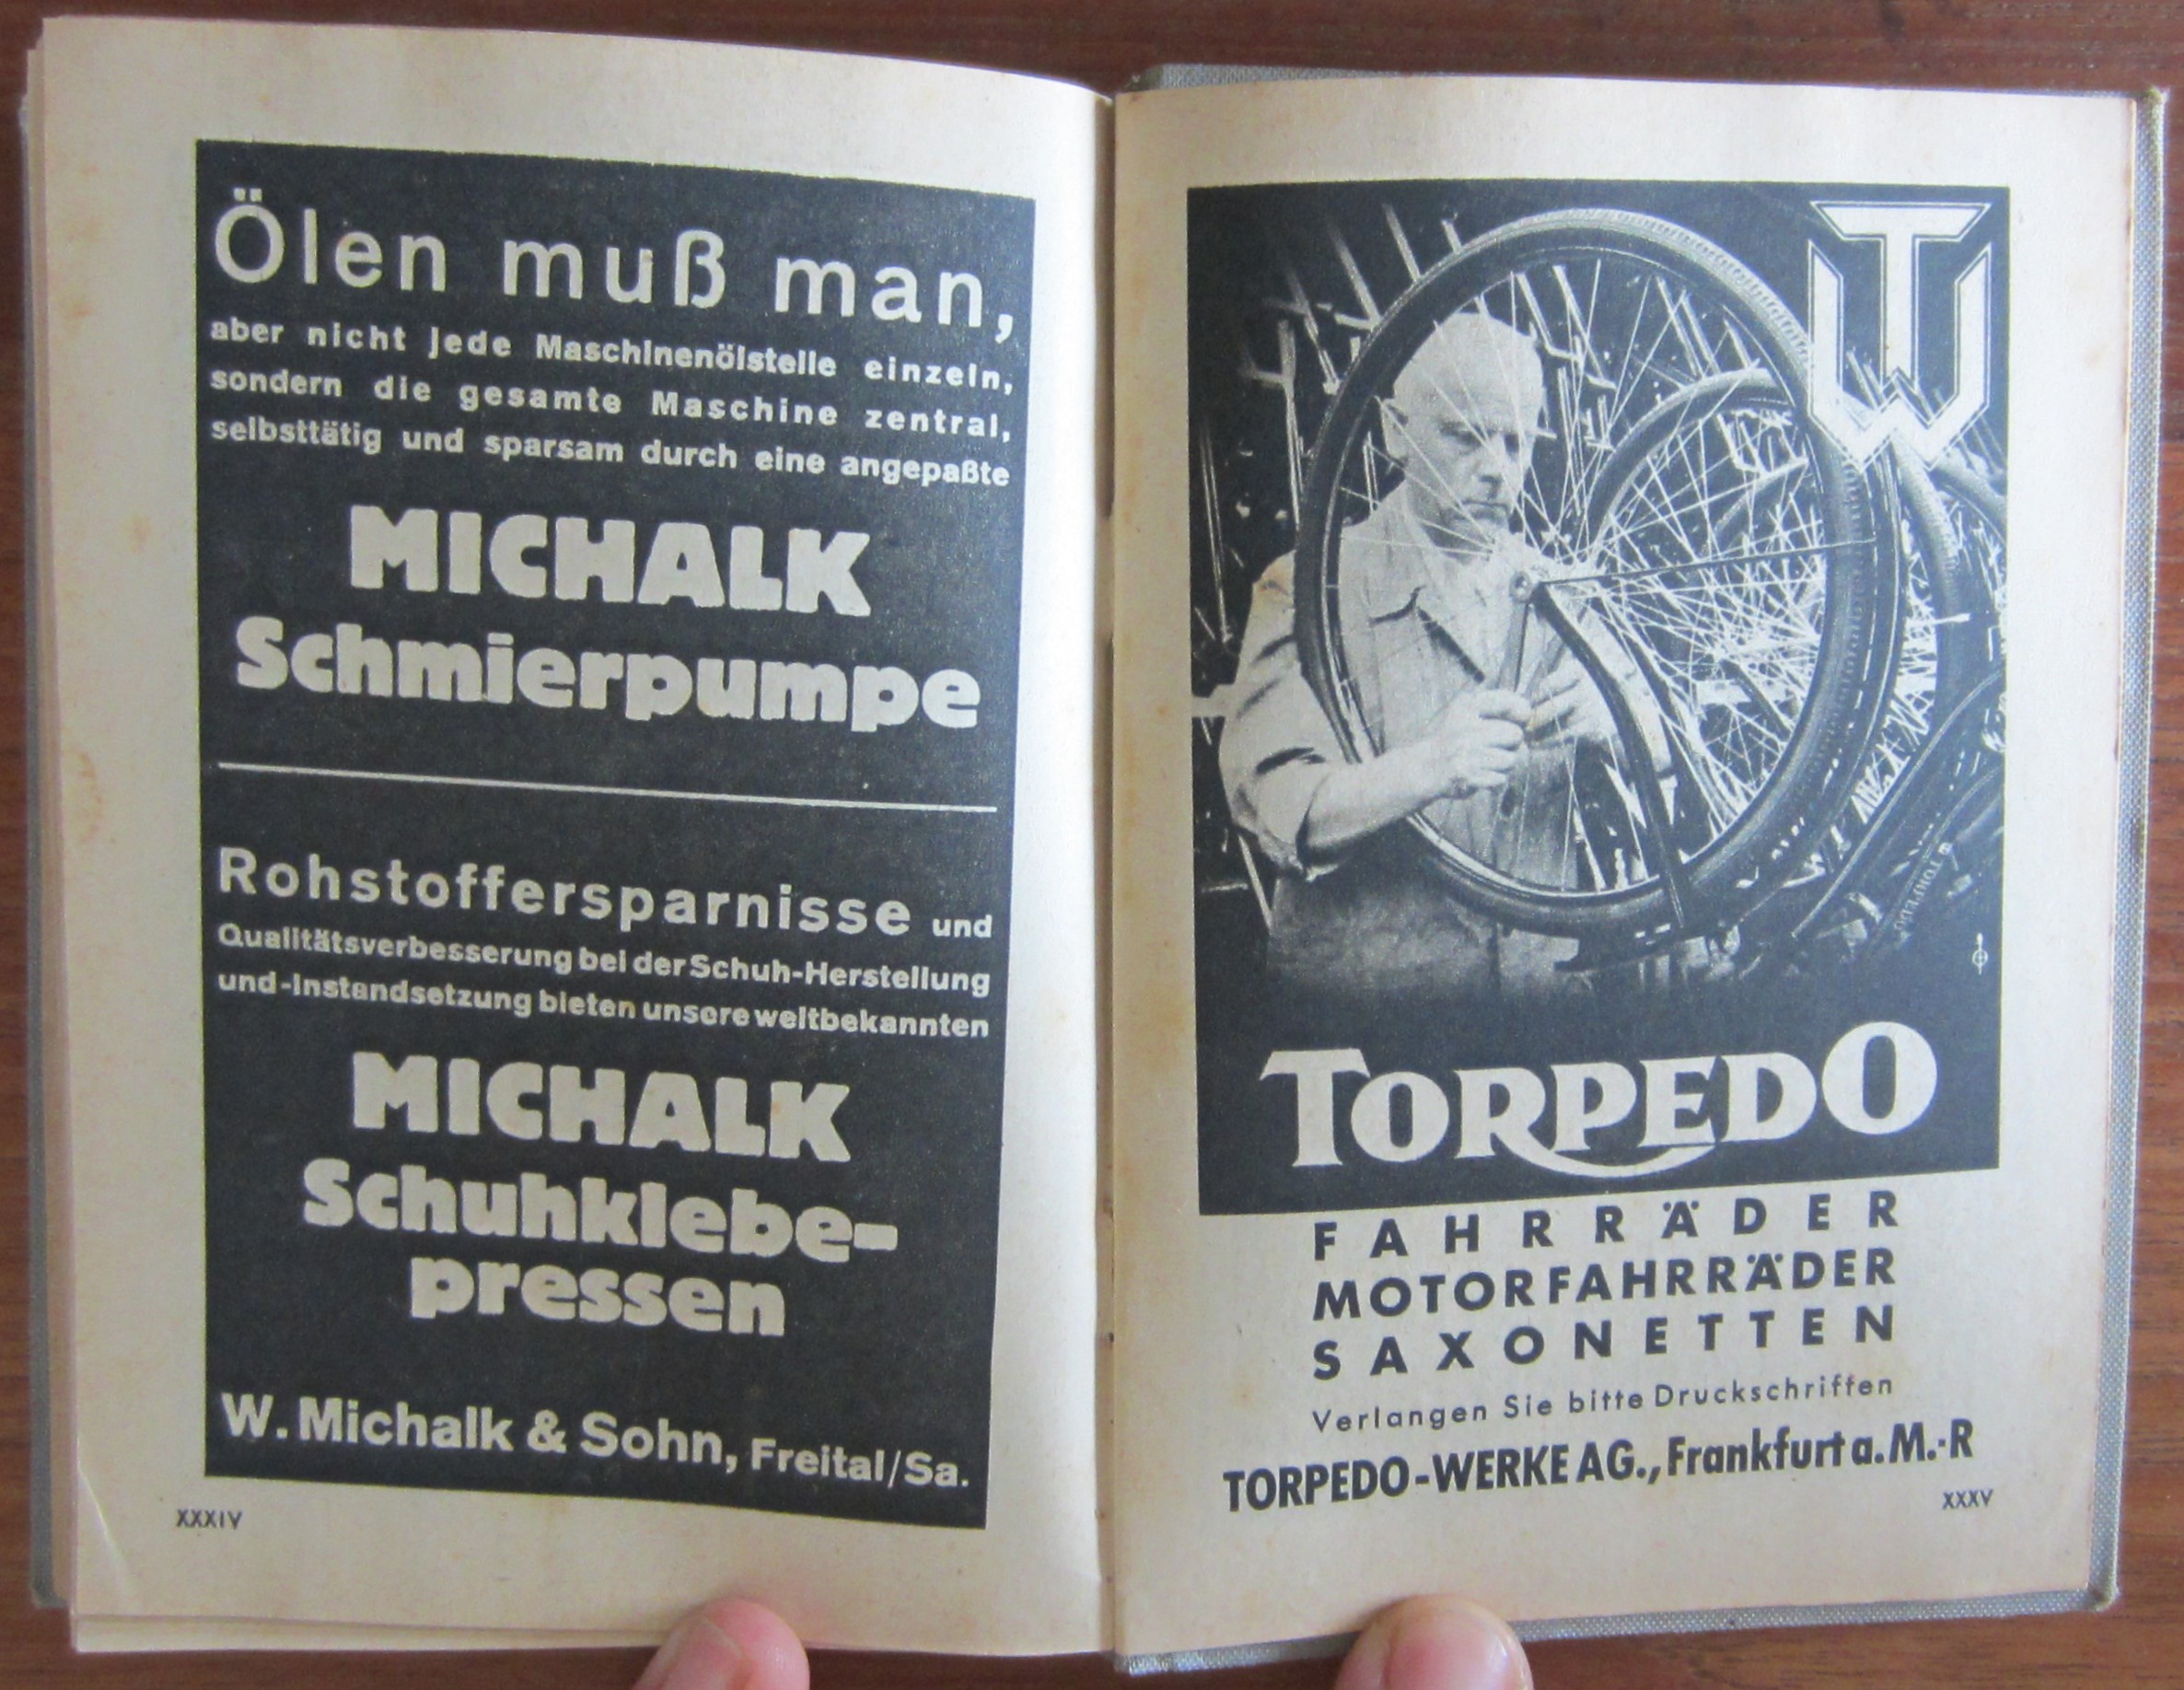 Ölen muß man,
aber nicht jede Maschinenölstelle einzeln,
sondern die gesamte Maschine zentral,
selbsttätig und sparsam durch eine angepaßte
MICHALK
Schmierpumpe
Rohstoffersparnisse und
Qualitätsverbesserung bei der Schuh-Herstellung
und -Instandsetzung bieten unsere weltbekannten
MICHALK
Schuhklebe-
pressen
W. Michalk & Sohn, Freital/Sa.
XXXIV
TW
TORPEDO
TORPEDO
FAHRRÄDER
MOTORFAHRRÄDER
SAXONETTEN
Verlangen Sie bitte Druckschriften
TORPEDO-WERKE AG., Frankfurt a. M.-R
XXXV